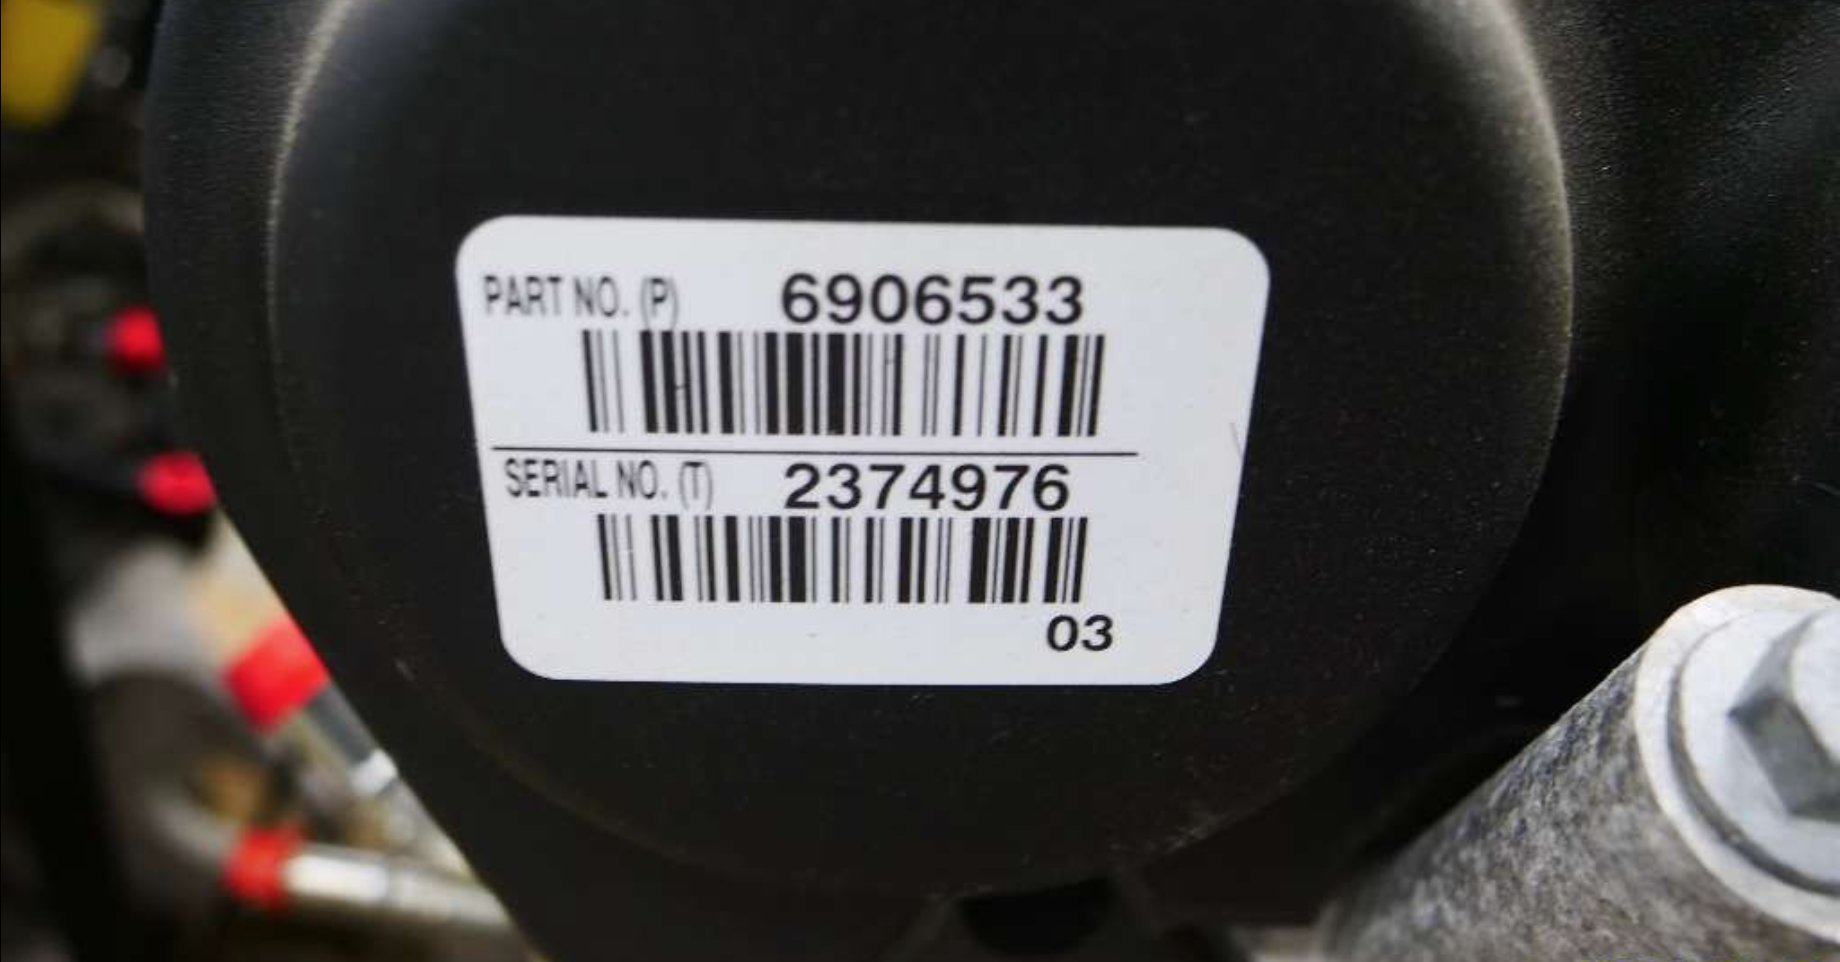 PART NO. (P) 6906533
SERIAL NO. (T) 2374976
03